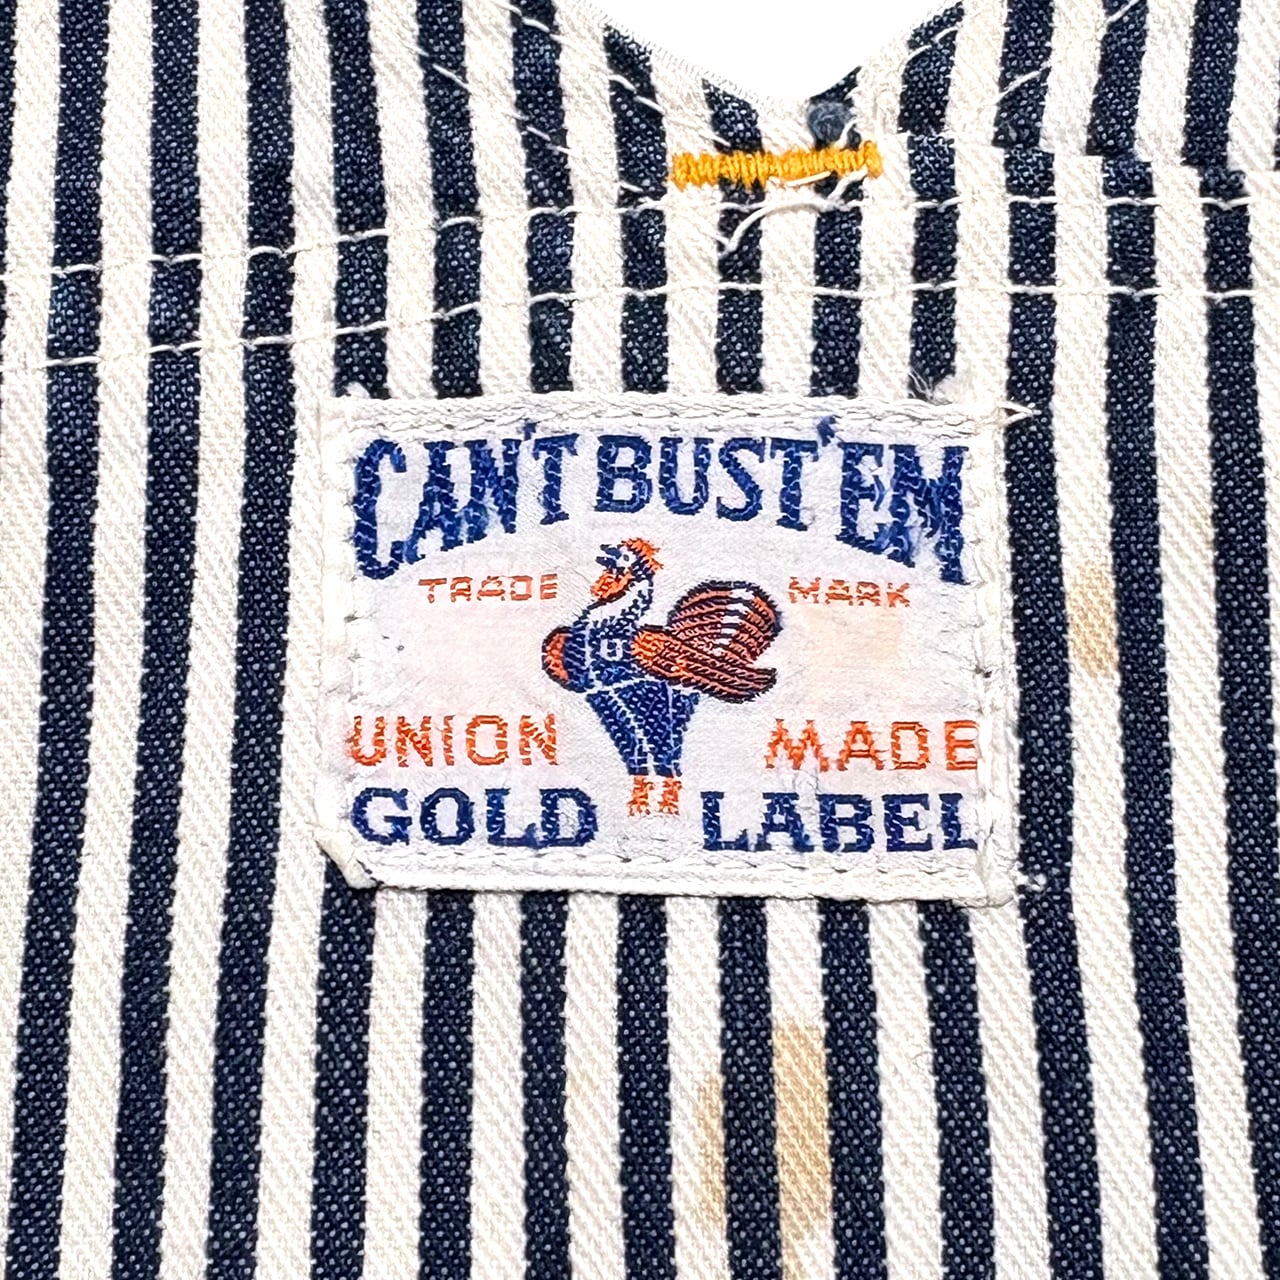 CAN'T BUST 'EM
TRADE MARK
UNION MADE
GOLD LABEL